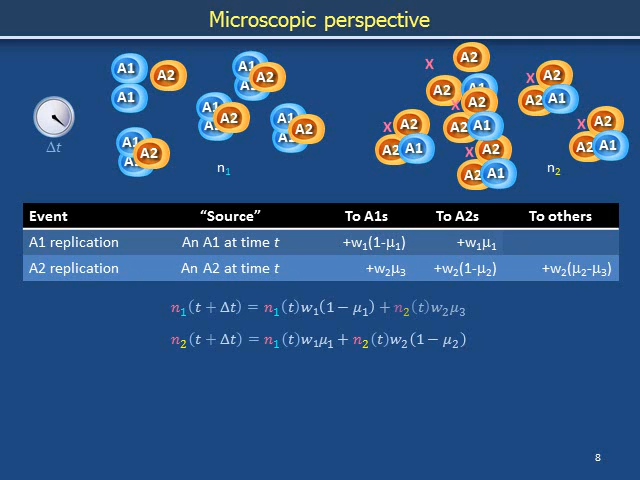 Microscopic perspective
A1 A2 A1 A2 A2
A1 A1 A2 A1 A2
A1 A2 A2 A1
A1 A2
X A2 A2 A1
X A2
X A2 A2 A1
X A2 A2 A1
X A2 A2 A1
X A2 A2 A1
Δt
n1
n2
Event "Source" To A1s To A2s To others
A1 replication An A1 at time t +w1(1-μ1) +w1μ1
A2 replication An A2 at time t +w2μ3 +w2(1-μ2) +w2(μ2-μ3)
n1(t + Δt) = n1(t)w1(1 − μ1) + n2(t)w2μ3
n2(t + Δt) = n1(t)w1μ1 + n2(t)w2(1 − μ2)
8